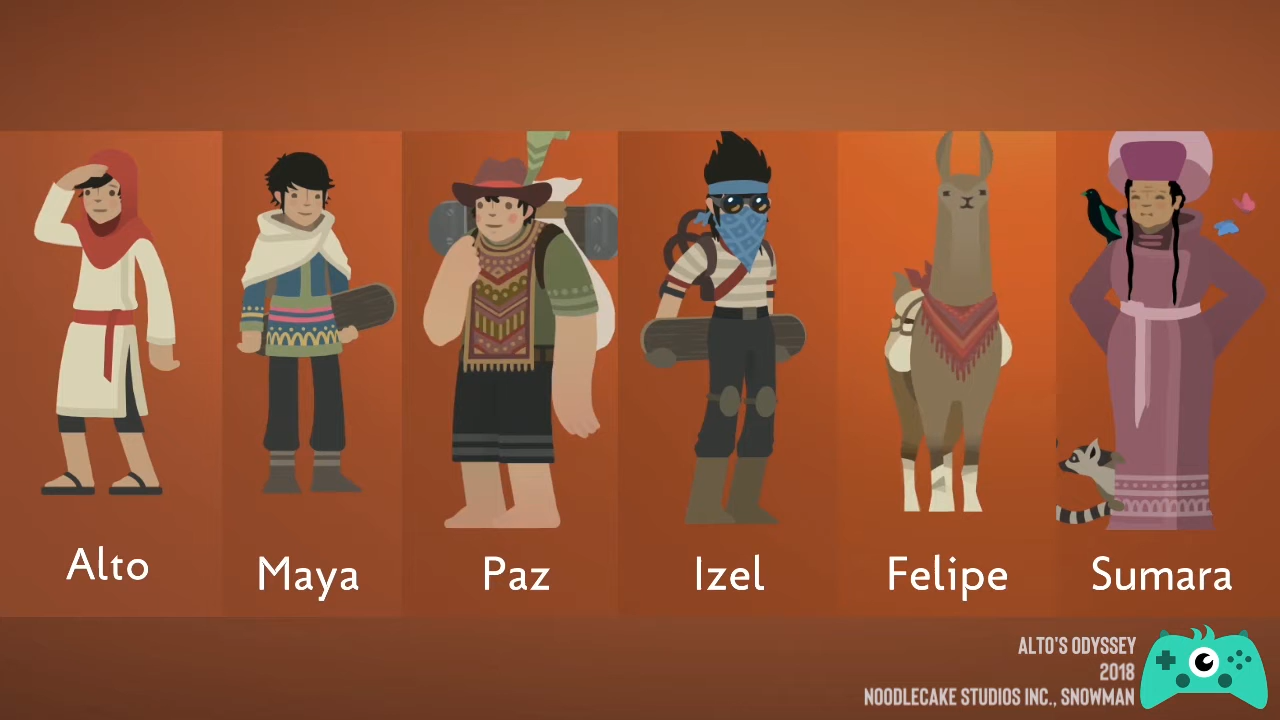 Alto
Maya
Paz
Izel
Felipe
Sumara
ALTO'S ODYSSEY
2018
NOODLECAKE STUDIOS INC., SNOWMAN